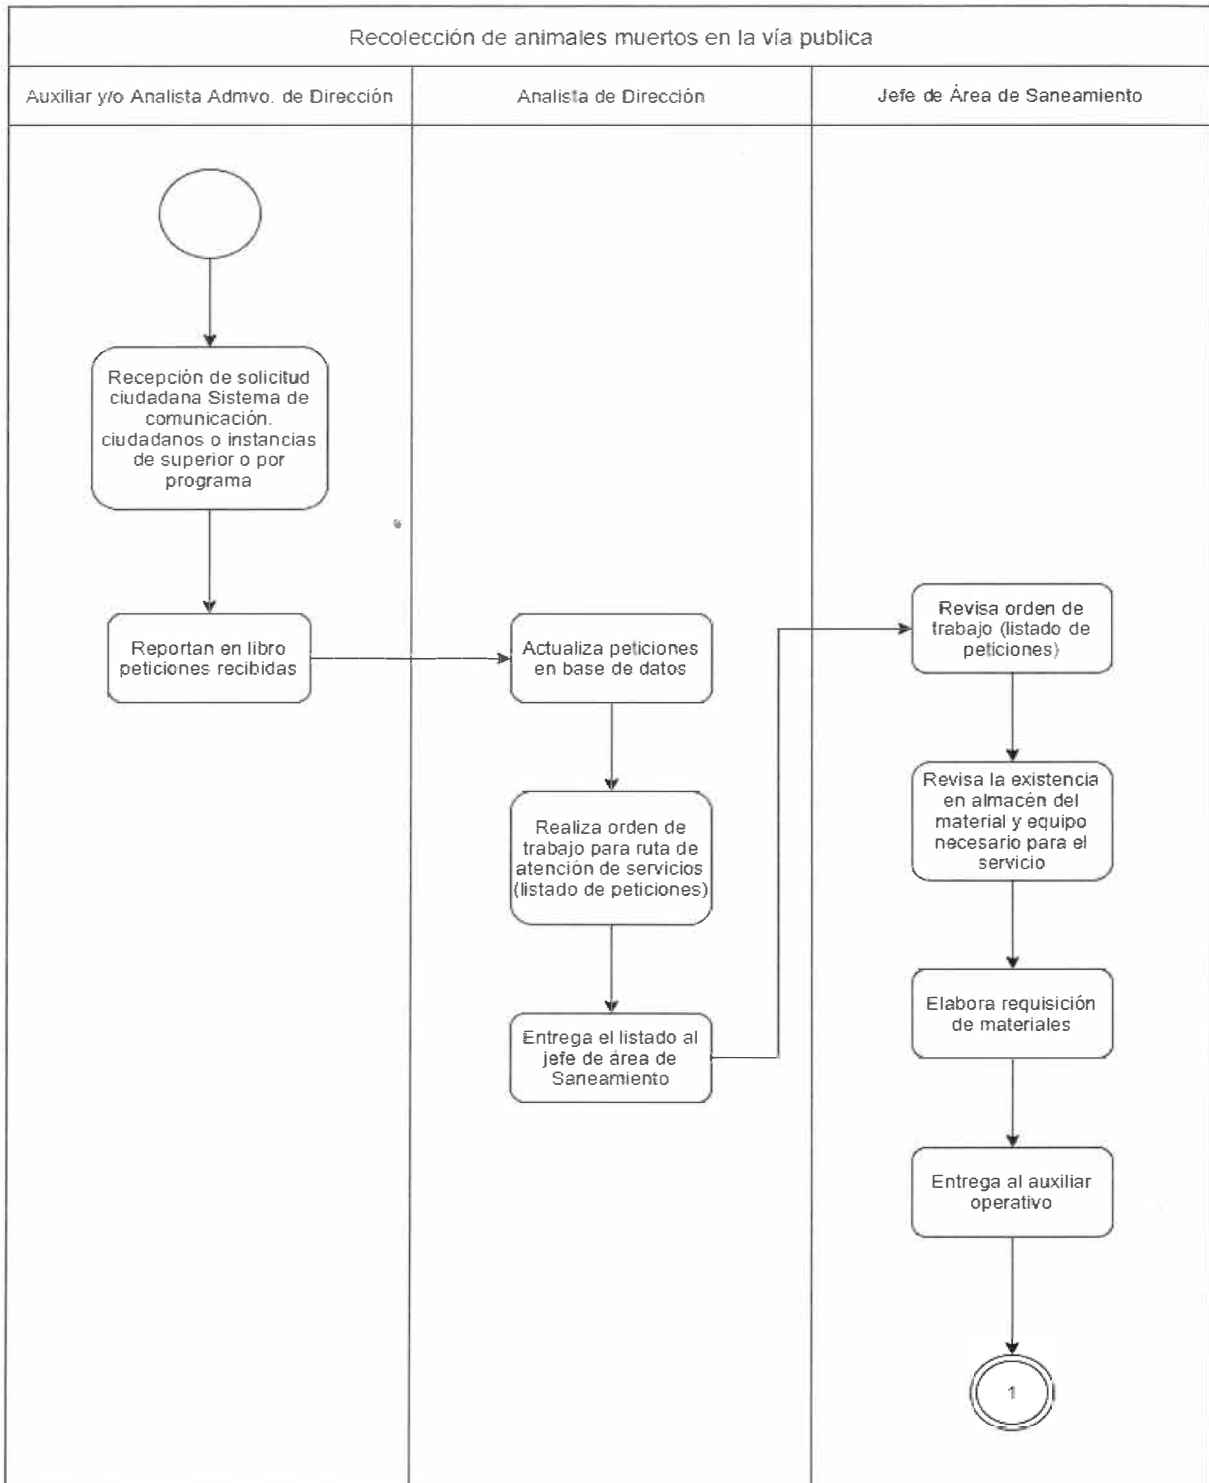 Recolección de animales muertos en la vía publica
Auxiliar y/o Analista Admvo. de Dirección
Analista de Dirección
Jefe de Área de Saneamiento
Recepción de solicitud
ciudadana Sistema de
comunicación.
ciudadanos o instancias
de superior o por
programa
Reportan en libro
peticiones recibidas
Actualiza peticiones
en base de datos
Realiza orden de
trabajo para ruta de
atención de servicios
(listado de peticiones)
Entrega el listado al
jefe de área de
Saneamiento
Revisa orden de
trabajo (listado de
peticiones)
Revisa la existencia
en almacén del
material y equipo
necesario para el
servicio
Elabora requisición
de materiales
Entrega al auxiliar
operativo
1